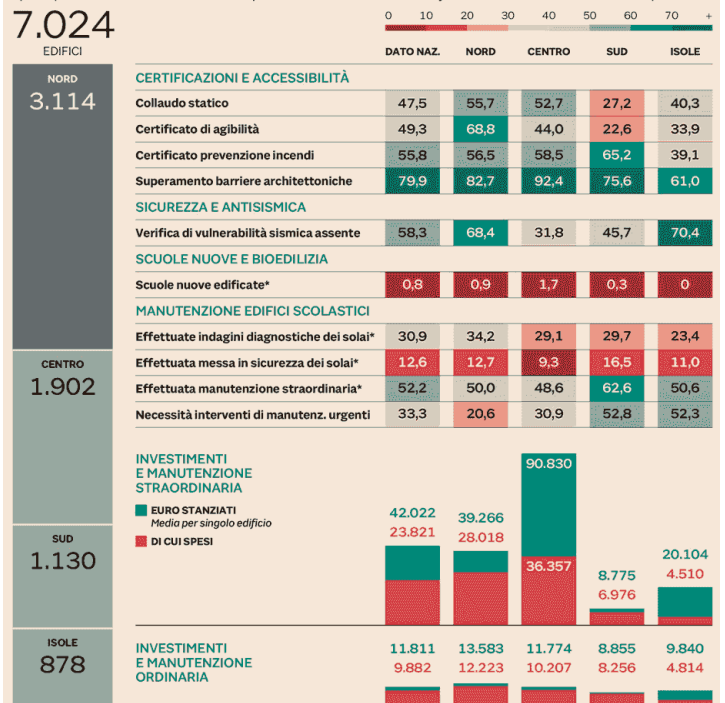 7.024
EDIFICI
0 10 20 30 40 50 60 70 +
DATO NAZ. NORD CENTRO SUD ISOLE
NORD
3.114
CERTIFICAZIONI E ACCESSIBILITÀ
Collaudo statico 47,5 55,7 52,7 27,2 40,3
Certificato di agibilità 49,3 68,8 44,0 22,6 33,9
Certificato prevenzione incendi 55,8 56,5 58,5 65,2 39,1
Superamento barriere architettoniche 79,9 82,7 92,4 75,6 61,0
SICUREZZA E ANTISISMICA
Verifica di vulnerabilità sismica assente 58,3 68,4 31,8 45,7 70,4
SCUOLE NUOVE E BIOEDILIZIA
Scuole nuove edificate* 0,8 0,9 1,7 0,3 0
MANUTENZIONE EDIFICI SCOLASTICI
Effettuate indagini diagnostiche dei solai* 30,9 34,2 29,1 29,7 23,4
Effettuata messa in sicurezza dei solai* 12,6 12,7 9,3 16,5 11,0
Effettuata manutenzione straordinaria* 52,2 50,0 48,6 62,6 50,6
Necessità interventi di manutenz. urgenti 33,3 20,6 30,9 52,8 52,3
CENTRO
1.902
SUD
1.130
ISOLE
878
INVESTIMENTI
E MANUTENZIONE
STRAORDINARIA
EURO STANZIATI
Media per singolo edificio
DI CUI SPESI
42.022 39.266 90.830 8.775 20.104
23.821 28.018 36.357 6.976 4.510
INVESTIMENTI
E MANUTENZIONE
ORDINARIA
11.811 13.583 11.774 8.855 9.840
9.882 12.223 10.207 8.256 4.814